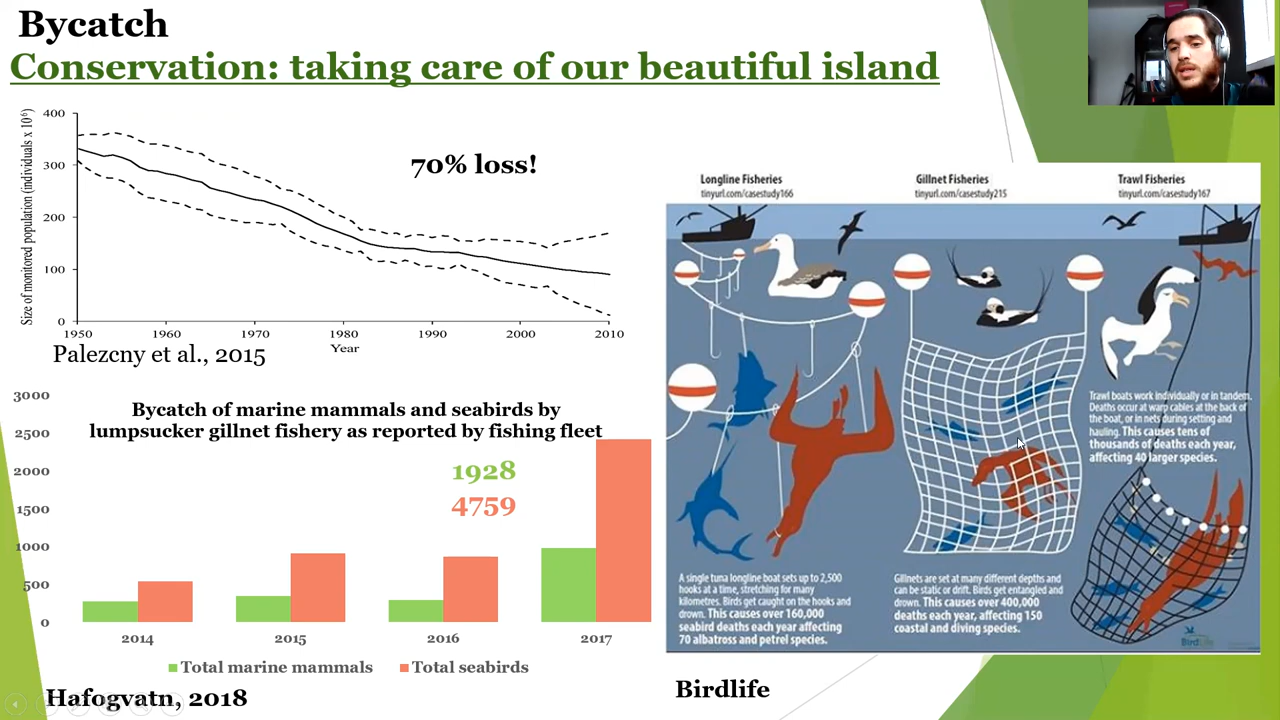 Bycatch
Conservation: taking care of our beautiful island
Size of monitored population (individuals x 10⁶)
400
300
200
100
0
1950 1960 1970 1980 1990 2000 2010
Year
70% loss!
Palezcny et al., 2015
Bycatch of marine mammals and seabirds by
lumpsucker gillnet fishery as reported by fishing fleet
3000
2500
2000
1500
1000
500
0
1928
4759
2014 2015 2016 2017
Total marine mammals Total seabirds
Hafogvatn, 2018
Longline Fisheries
tinyurl.com/casestudy166
Gillnet Fisheries
tinyurl.com/casestudy215
Trawl Fisheries
tinyurl.com/casestudy167
A single tuna longline boat sets up to 2,500
hooks at a time, stretching for many
kilometres. Birds get caught on the hooks and
drown. This causes over 160,000
seabird deaths each year affecting
70 albatross and petrel species.
Gillnets are set at many different depths and
can be static or drift. Birds get entangled and
drown. This causes over 400,000
deaths each year, affecting 150
coastal and diving species.
Trawl boats work individually or in tandem.
Deaths occur at warp cables at the back of
the boat, or in nets during setting and
hauling. This causes tens of
thousands of deaths each year,
affecting 40 larger species.
BirdLife
Birdlife